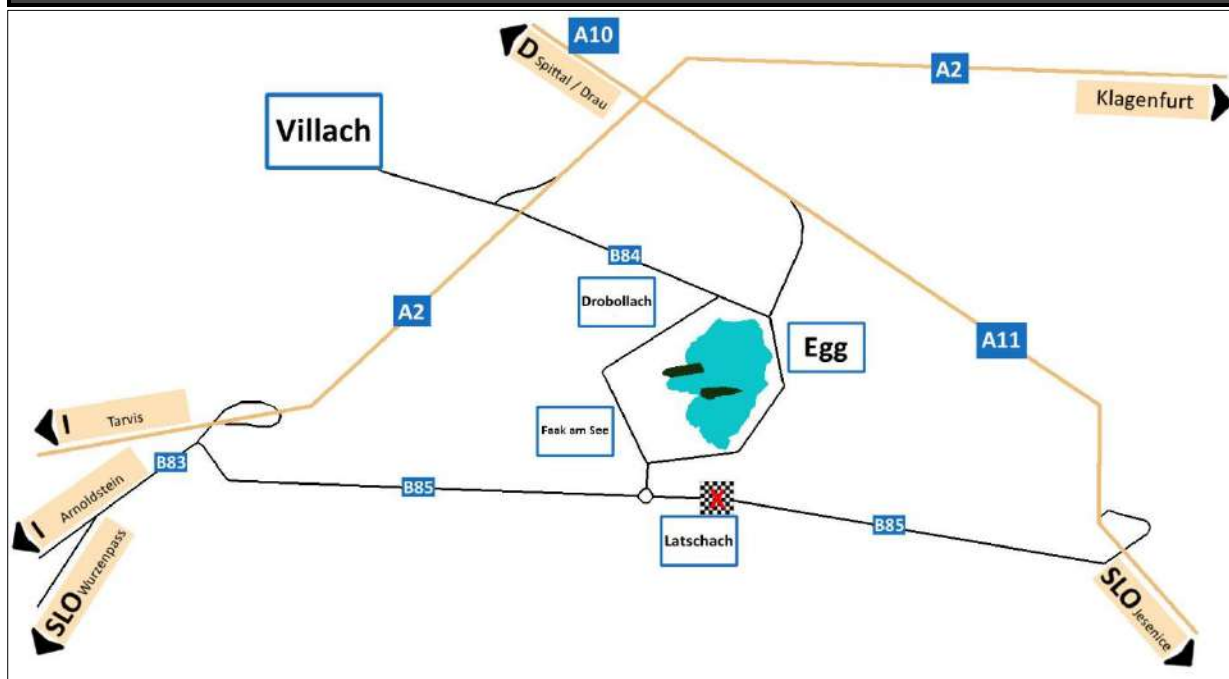 A10
D Spittal / Drau
A2
Klagenfurt
Villach
B84
Drobollach
A2
Egg
A11
I Tarvis
Faak am See
B83
B85
X
I Arnoldstein
Latschach
B85
SLO Wurzenpass
SLO Jesenice